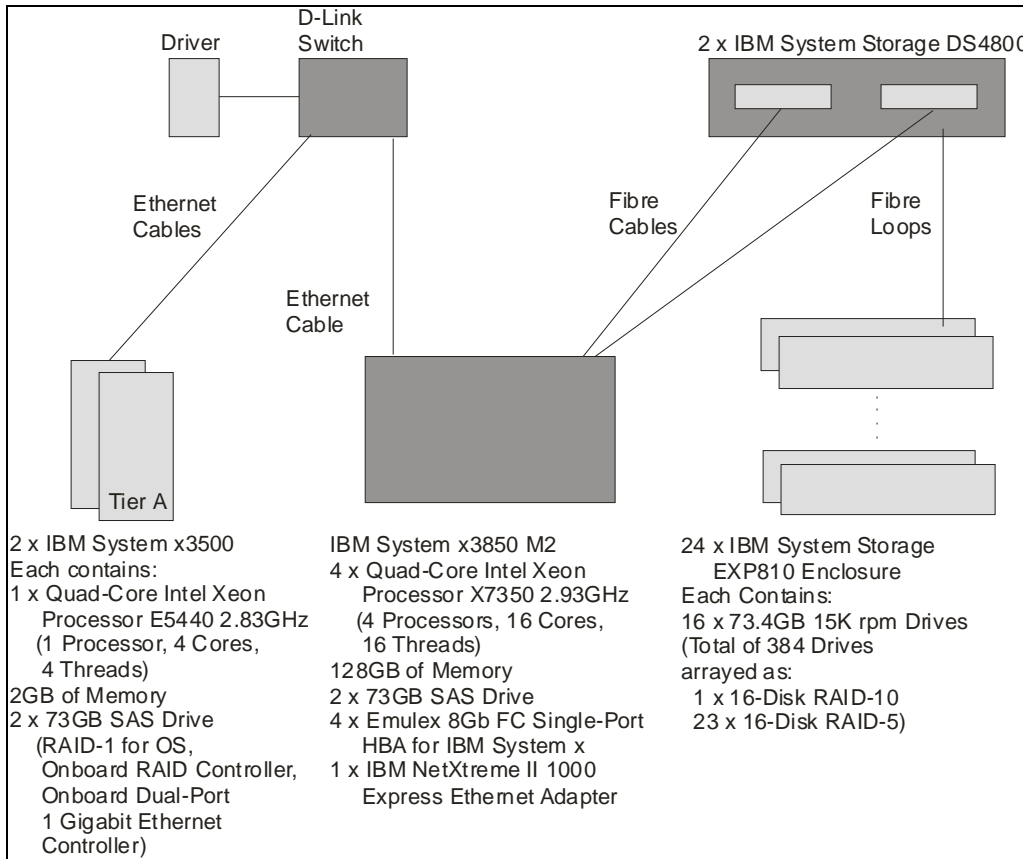 Driver
D-Link
Switch
2 x IBM System Storage DS4800
Ethernet
Cables
Ethernet
Cable
Fibre
Cables
Fibre
Loops
Tier A
2 x IBM System x3500
Each contains:
1 x Quad-Core Intel Xeon
Processor E5440 2.83GHz
(1 Processor, 4 Cores,
4 Threads)
2GB of Memory
2 x 73GB SAS Drive
(RAID-1 for OS,
Onboard RAID Controller,
Onboard Dual-Port
1 Gigabit Ethernet
Controller)
IBM System x3850 M2
4 x Quad-Core Intel Xeon
Processor X7350 2.93GHz
(4 Processors, 16 Cores,
16 Threads)
128GB of Memory
2 x 73GB SAS Drive
4 x Emulex 8Gb FC Single-Port
HBA for IBM System x
1 x IBM NetXtreme II 1000
Express Ethernet Adapter
24 x IBM System Storage
EXP810 Enclosure
Each Contains:
16 x 73.4GB 15K rpm Drives
(Total of 384 Drives
arrayed as:
1 x 16-Disk RAID-10
23 x 16-Disk RAID-5)